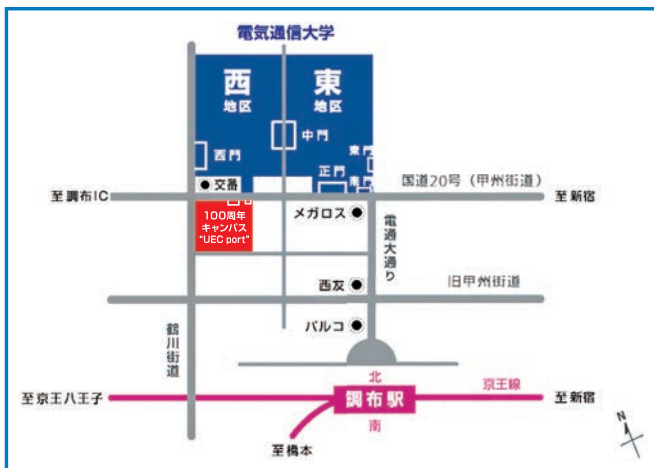 電気通信大学
西
地区
東
地区
中門
西門
東門
正門
南門
交番
国道20号（甲州街道）
至調布IC
至新宿
100周年
キャンパス
“UEC port”
メガロス
電通大通り
西友
旧甲州街道
パルコ
鶴川街道
北
京王線
至京王八王子
調布駅
至新宿
南
至橋本
N